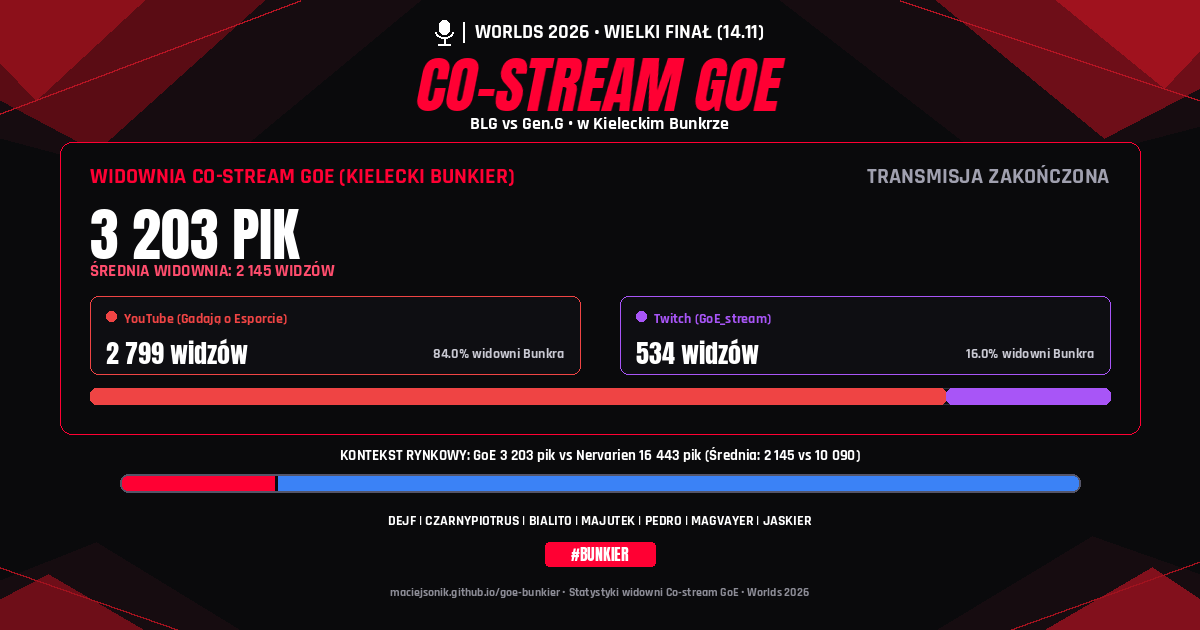 | WORLDS 2026 • WIELKI FINAŁ (14.11)
CO-STREAM GOE
BLG vs Gen.G • w Kieleckim Bunkrze
WIDOWNIA CO-STREAM GOE (KIELECKI BUNKIER)
TRANSMISJA ZAKOŃCZONA
3 203 PIK
ŚREDNIA WIDOWNIA: 2 145 WIDZÓW
YouTube (Gadają o Esporcie)
2 799 widzów
84.0% widowni Bunkra
Twitch (GoE_stream)
534 widzów
16.0% widowni Bunkra
KONTEKST RYNKOWY: GoE 3 203 pik vs Nervarien 16 443 pik (Średnia: 2 145 vs 10 090)
DEJF | CZARNYPIOTRUS | BIALITO | MAJUTEK | PEDRO | MAGVAYER | JASKIER
#BUNKIER
maciejsonik.github.io/goe-bunkier • Statystyki widowni Co-stream GoE • Worlds 2026